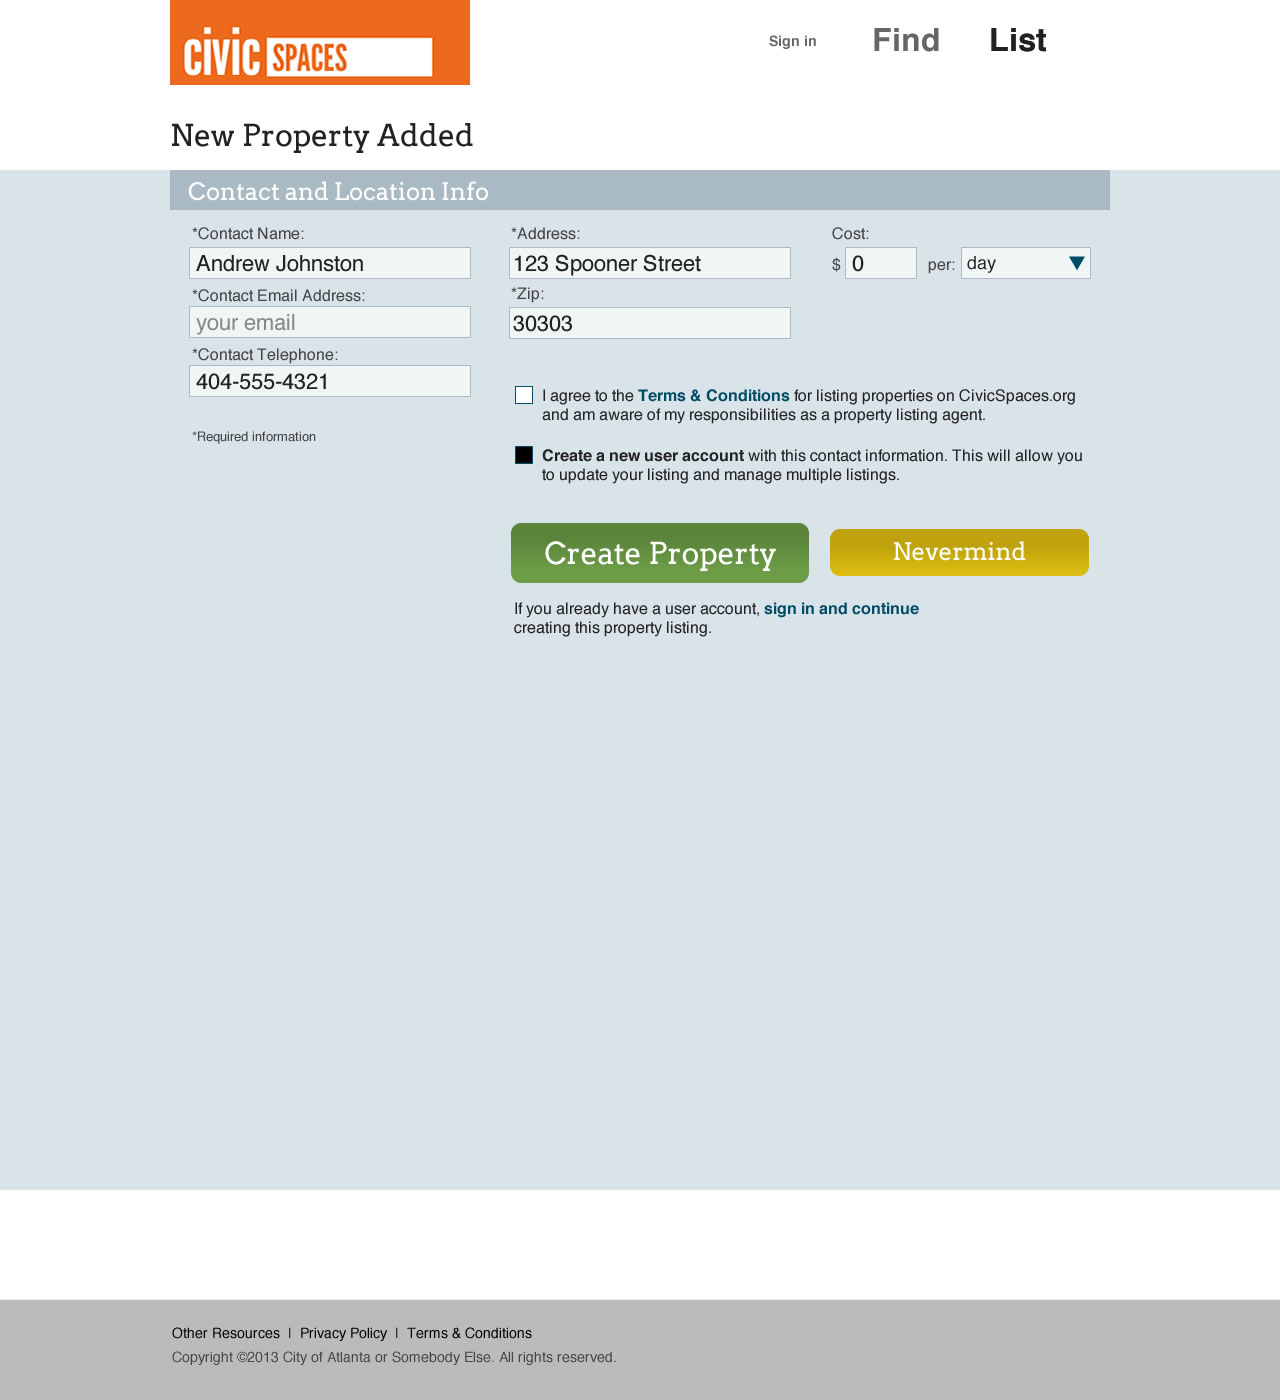 civic SPACES
Sign in
Find
List
New Property Added
Contact and Location Info
*Contact Name:
Andrew Johnston
*Contact Email Address:
your email
*Contact Telephone:
404-555-4321
*Required information
*Address:
123 Spooner Street
*Zip:
30303
Cost:
$ 0 per: day
I agree to the Terms & Conditions for listing properties on CivicSpaces.org
and am aware of my responsibilities as a property listing agent.
Create a new user account with this contact information. This will allow you
to update your listing and manage multiple listings.
Create Property
Nevermind
If you already have a user account, sign in and continue
creating this property listing.
Other Resources | Privacy Policy | Terms & Conditions
Copyright ©2013 City of Atlanta or Somebody Else. All rights reserved.